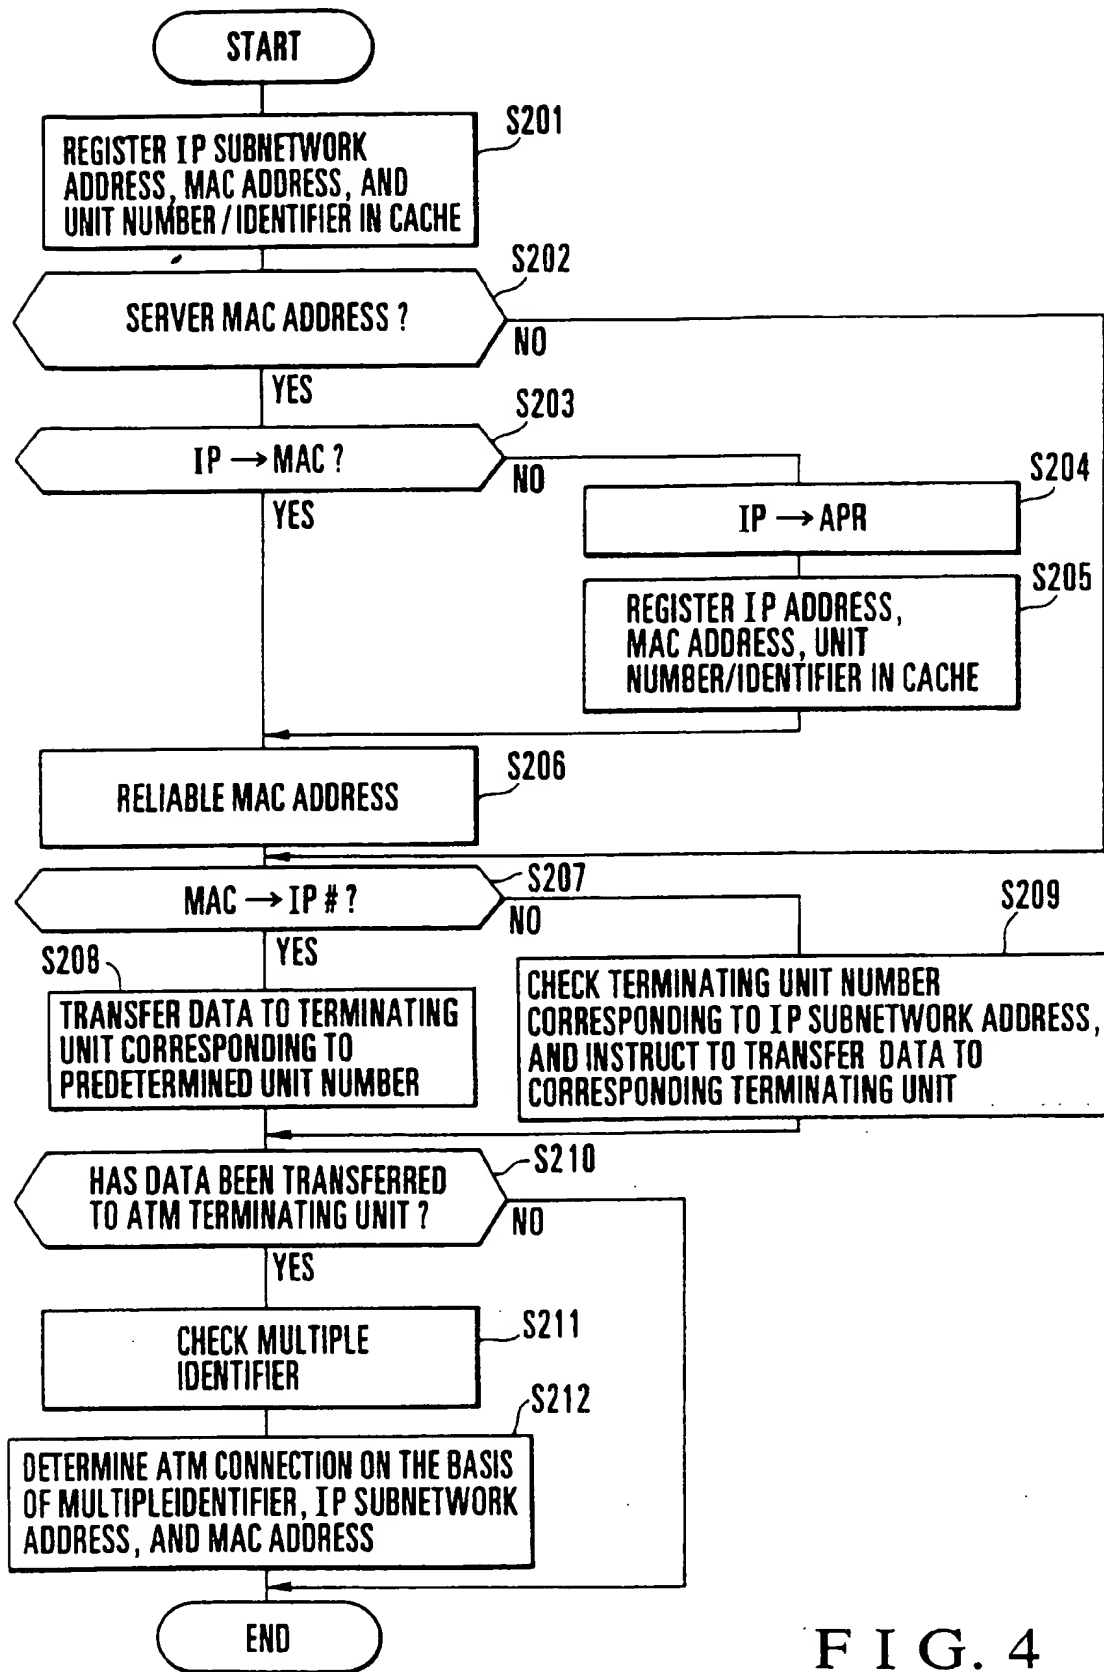 START
S201
REGISTER IP SUBNETWORK
ADDRESS, MAC ADDRESS, AND
UNIT NUMBER / IDENTIFIER IN CACHE
S202
SERVER MAC ADDRESS ?
NO
YES
S203
IP → MAC ?
NO
YES
S204
IP → APR
S205
REGISTER IP ADDRESS,
MAC ADDRESS, UNIT
NUMBER/IDENTIFIER IN CACHE
S206
RELIABLE MAC ADDRESS
S207
MAC → IP # ?
NO
YES
S208
TRANSFER DATA TO TERMINATING
UNIT CORRESPONDING TO
PREDETERMINED UNIT NUMBER
S209
CHECK TERMINATING UNIT NUMBER
CORRESPONDING TO IP SUBNETWORK ADDRESS,
AND INSTRUCT TO TRANSFER DATA TO
CORRESPONDING TERMINATING UNIT
S210
HAS DATA BEEN TRANSFERRED
TO ATM TERMINATING UNIT ?
NO
YES
S211
CHECK MULTIPLE
IDENTIFIER
S212
DETERMINE ATM CONNECTION ON THE BASIS
OF MULTIPLEIDENTIFIER, IP SUBNETWORK
ADDRESS, AND MAC ADDRESS
END
FIG. 4